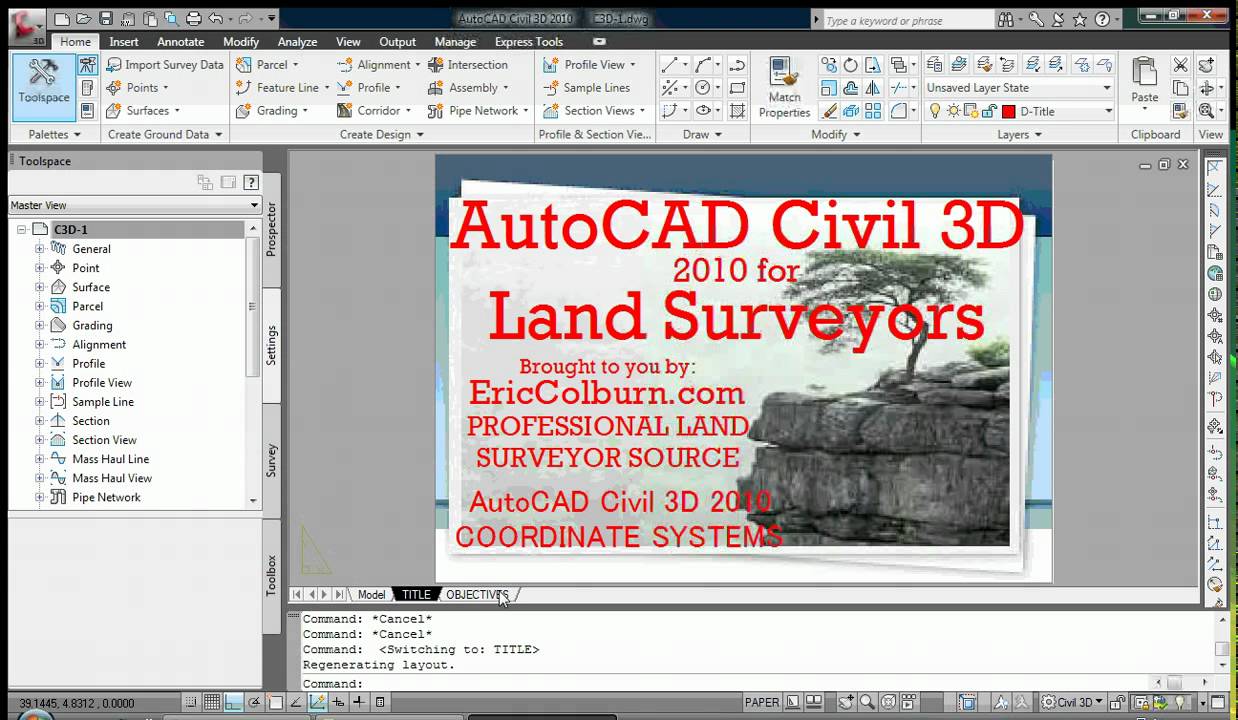 AutoCAD Civil 3D 2010 C3D-1.dwg
Type a keyword or phrase
3D
Home Insert Annotate Modify Analyze View Output Manage Express Tools
Toolspace
Import Survey Data
Points
Surfaces
Parcel
Feature Line
Grading
Alignment
Profile
Corridor
Intersection
Assembly
Pipe Network
Profile View
Sample Lines
Section Views
Match
Properties
Unsaved Layer State
D-Title
Paste
Palettes Create Ground Data Create Design Profile & Section Vie... Draw Modify Layers Clipboard View
Toolspace
Master View
C3D-1
General
Point
Surface
Parcel
Grading
Alignment
Profile
Profile View
Sample Line
Section
Section View
Mass Haul Line
Mass Haul View
Pipe Network
Prospector
Settings
Survey
Toolbox
AutoCAD Civil 3D
2010 for
Land Surveyors
Brought to you by:
EricColburn.com
PROFESSIONAL LAND
SURVEYOR SOURCE
AutoCAD Civil 3D 2010
COORDINATE SYSTEMS
Model TITLE OBJECTIVES
Command: *Cancel*
Command: *Cancel*
Command: <Switching to: TITLE>
Regenerating layout.
Command:
39.1445, 4.8312, 0.0000
PAPER
Civil 3D